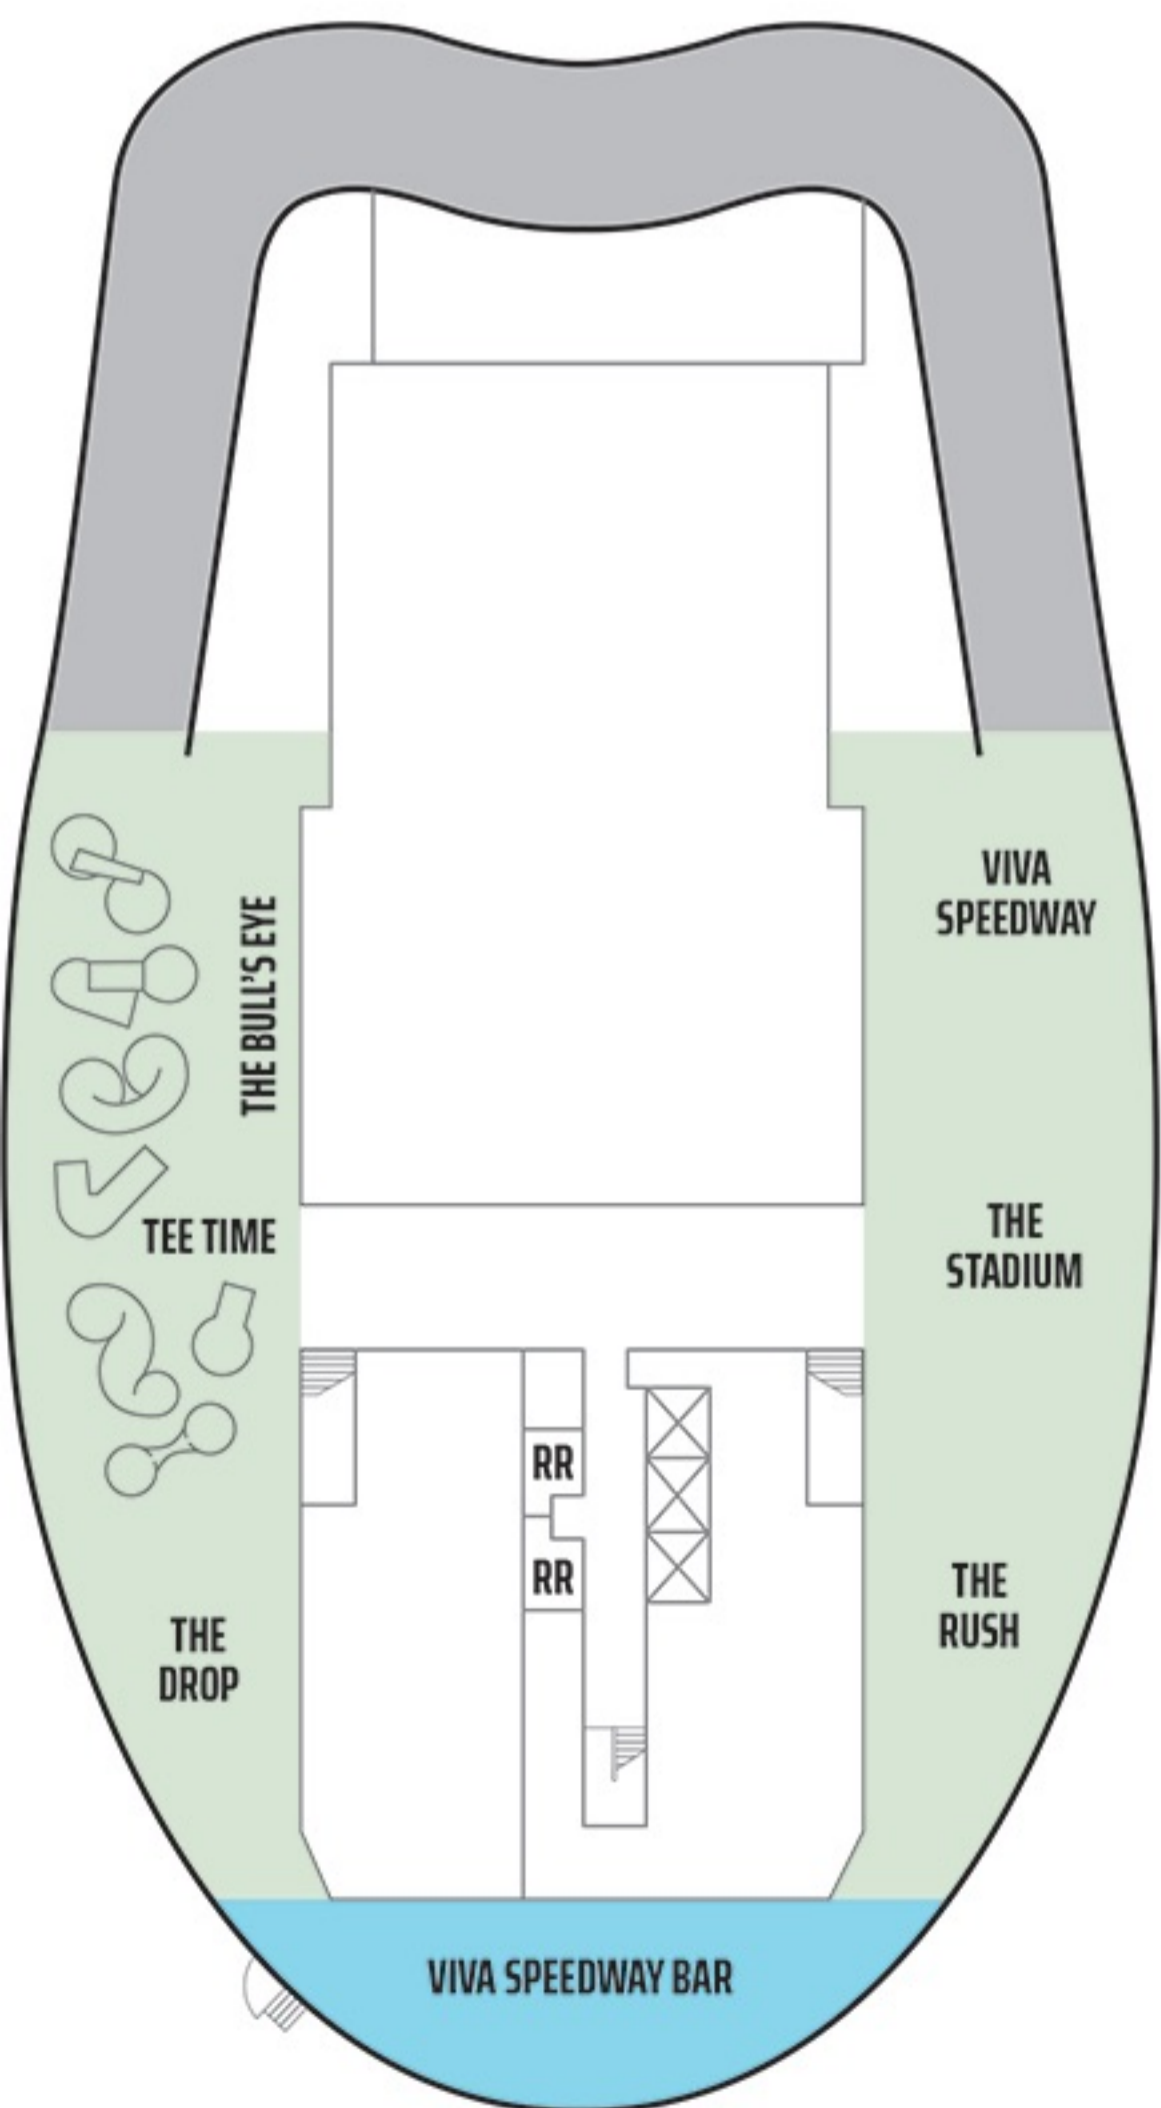 VIVA
SPEEDWAY
THE BULL'S EYE
TEE TIME
THE
STADIUM
RR
RR
THE
RUSH
THE
DROP
VIVA SPEEDWAY BAR